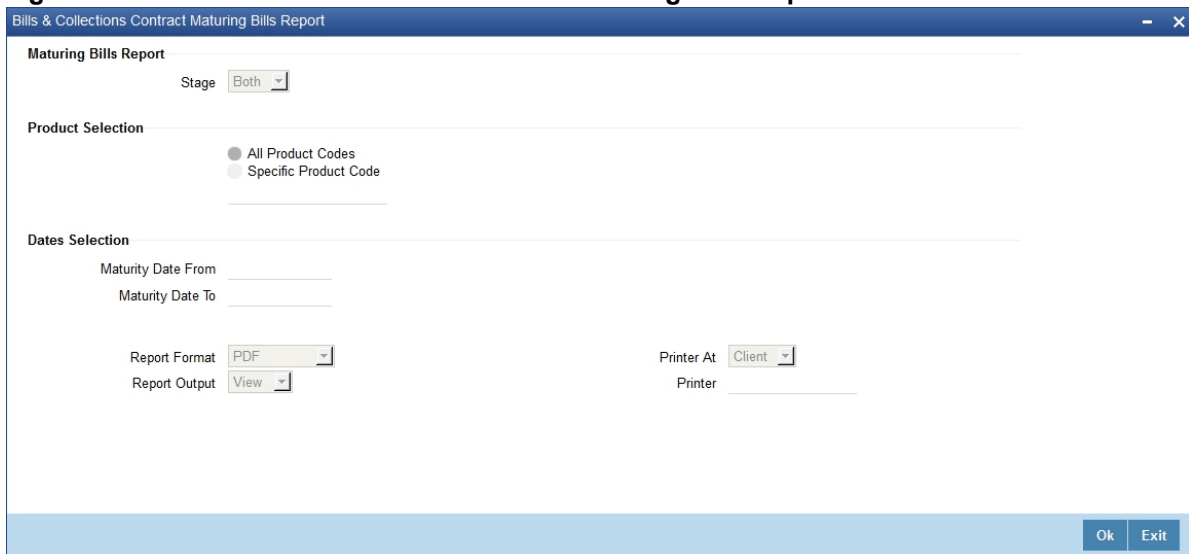 Bills & Collections Contract Maturing Bills Report
Maturing Bills Report
Stage Both
Product Selection
All Product Codes
Specific Product Code
Dates Selection
Maturity Date From
Maturity Date To
Report Format PDF Printer At Client
Report Output View Printer
Ok Exit